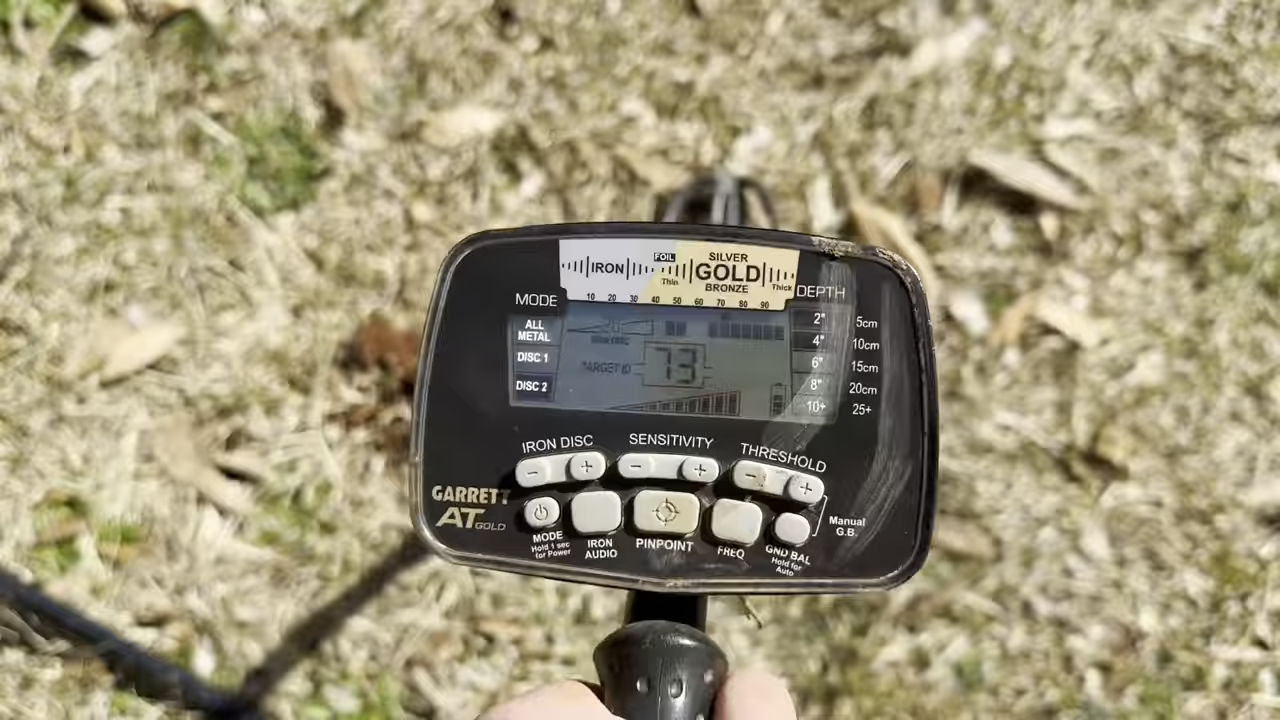 FOIL
SILVER
IRON
GOLD
Thin
BRONZE
Thick
10 20 30 40 50 60 70 80 90
MODE
DEPTH
ALL
METAL
DISC 1
DISC 2
TARGET ID
73
2" 5cm
4" 10cm
6" 15cm
8" 20cm
10+ 25+
IRON DISC
SENSITIVITY
THRESHOLD
- +
- +
- +
GARRETT
AT GOLD
MODE
Hold 1 sec
for Power
IRON
AUDIO
PINPOINT
FREQ
GND BAL
Hold for
Auto
Manual
G.B.